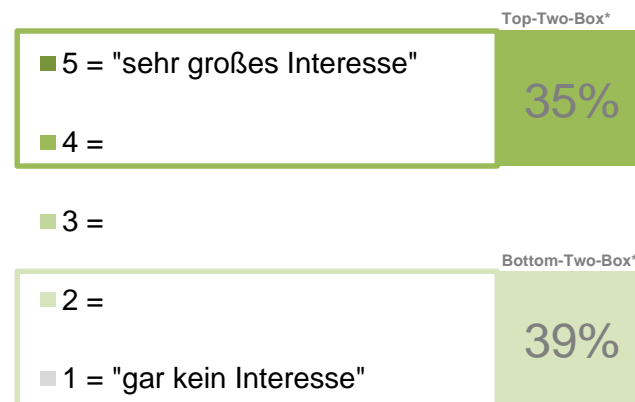 Top-Two-Box*
5 = "sehr großes Interesse"
35%
4 =
3 =
Bottom-Two-Box*
2 =
39%
1 = "gar kein Interesse"